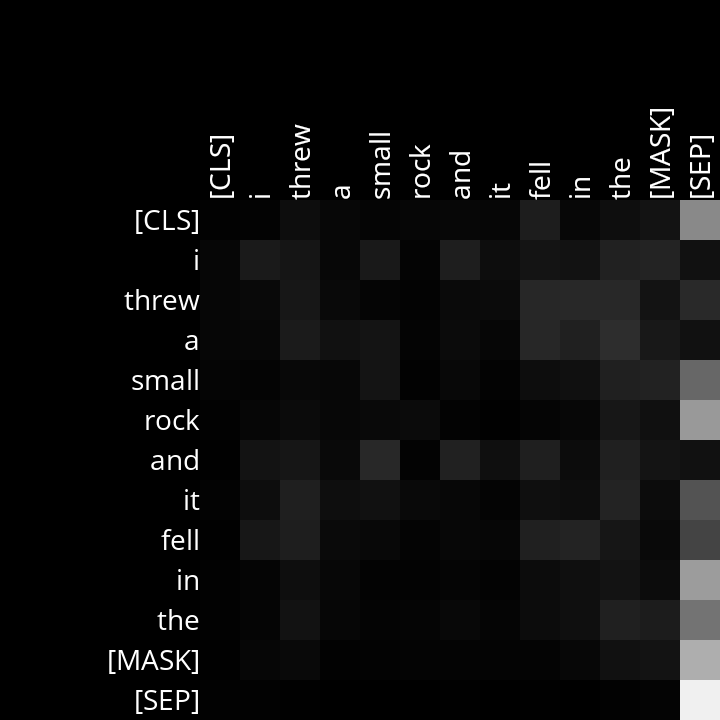 [CLS] i threw a small rock and it fell in the [MASK] [SEP]
[CLS]
i
threw
a
small
rock
and
it
fell
in
the
[MASK]
[SEP]